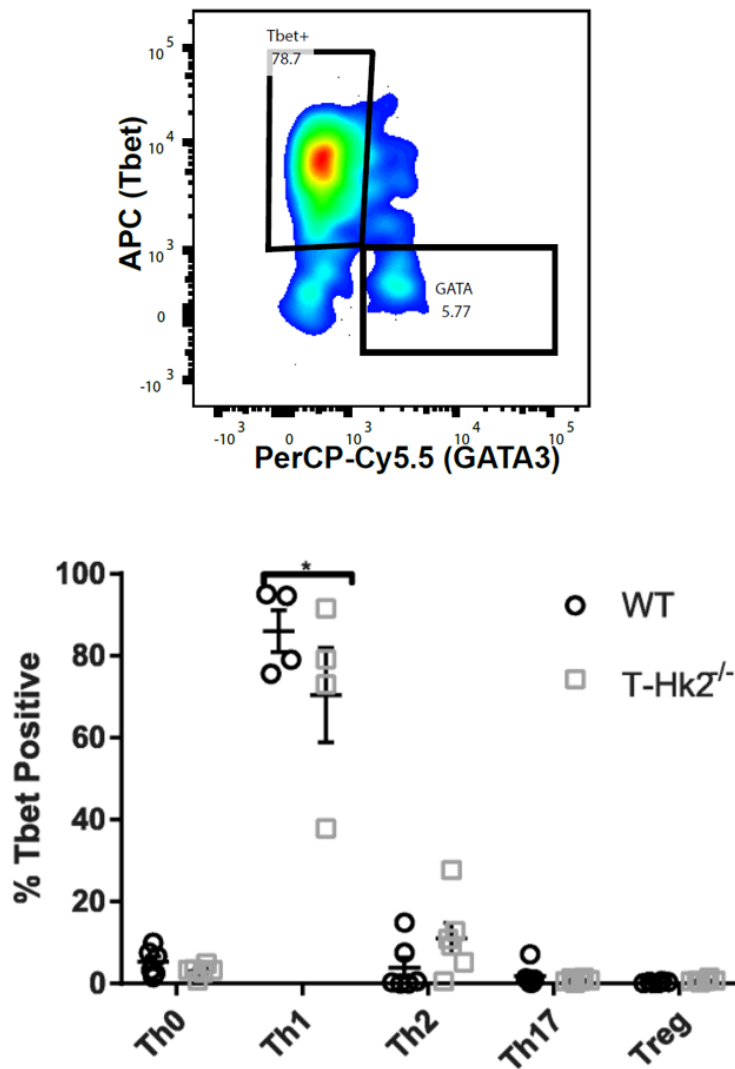 Tbet+
78.7
10^5
10^4
10^3
0
-10^3
APC (Tbet)
GATA
5.77
-10^3 0 10^3 10^4 10^5
PerCP-Cy5.5 (GATA3)
*
WT
T-Hk2^-/-
100
80
60
40
20
0
% Tbet Positive
Th0 Th1 Th2 Th17 Treg